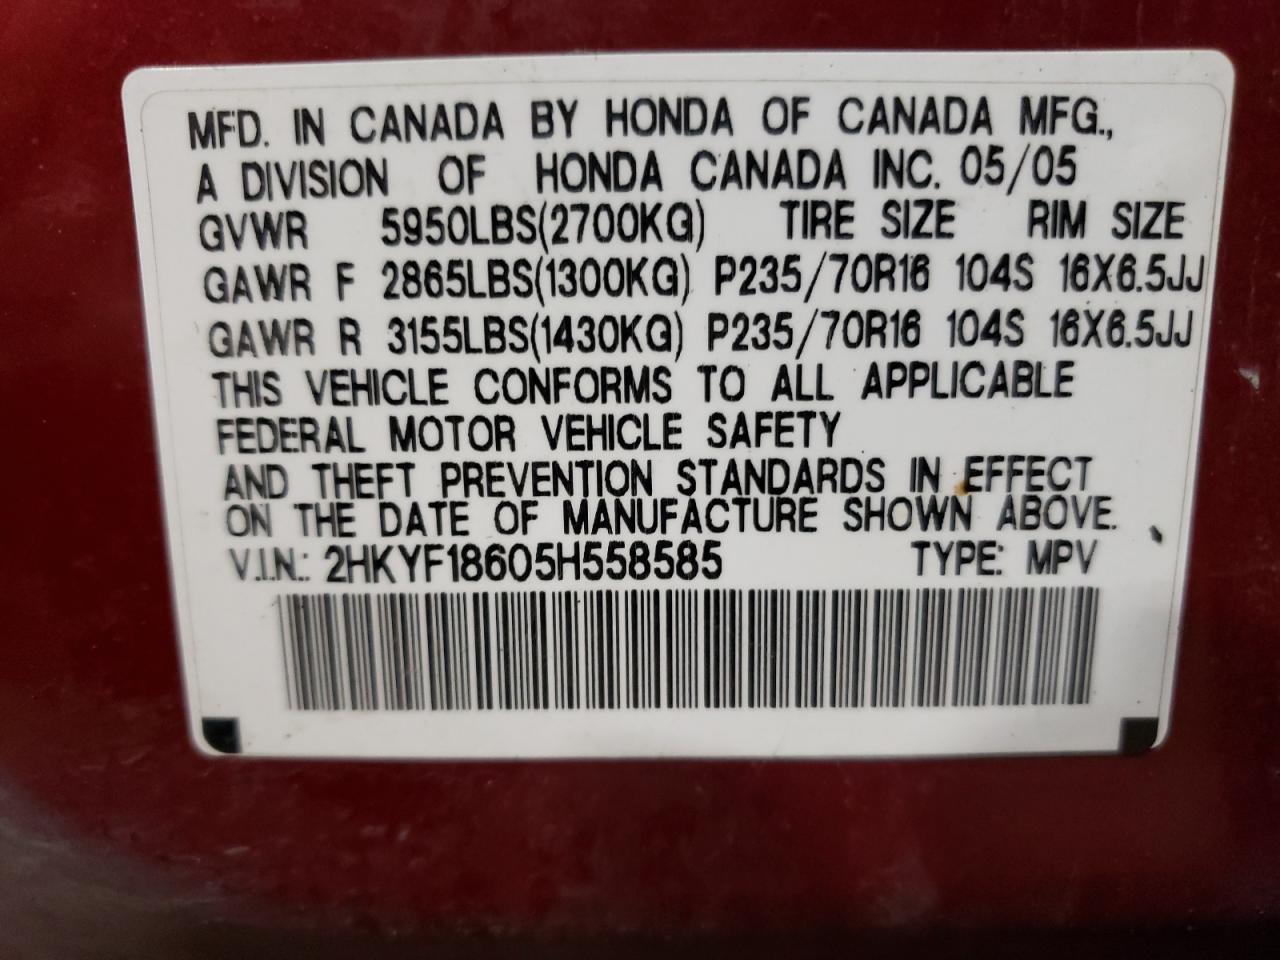 MFD. IN CANADA BY HONDA OF CANADA MFG.,
A DIVISION OF HONDA CANADA INC. 05/05
GVWR 5950LBS(2700KG) TIRE SIZE RIM SIZE
GAWR F 2865LBS(1300KG) P235/70R16 104S 16X6.5JJ
GAWR R 3155LBS(1430KG) P235/70R16 104S 16X6.5JJ
THIS VEHICLE CONFORMS TO ALL APPLICABLE
FEDERAL MOTOR VEHICLE SAFETY
AND THEFT PREVENTION STANDARDS IN EFFECT
ON THE DATE OF MANUFACTURE SHOWN ABOVE.
V.I.N.: 2HKYF18605H558585 TYPE: MPV